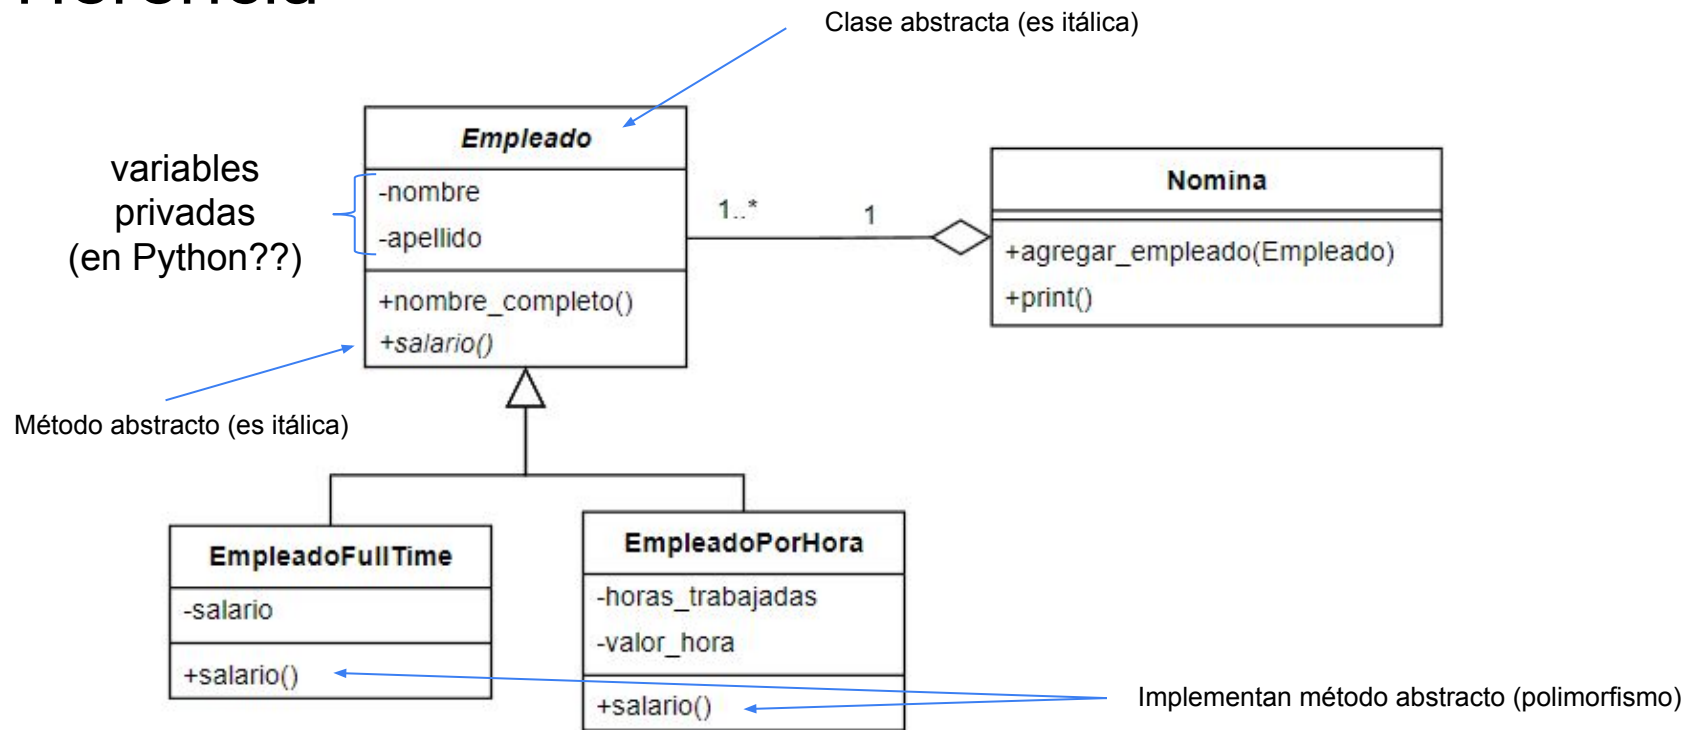 Herencia
Clase abstracta (es itálica)
Empleado
-nombre
-apellido
+nombre_completo()
+salario()
variables
privadas
(en Python??)
1..*
1
Nomina
+agregar_empleado(Empleado)
+print()
Método abstracto (es itálica)
EmpleadoFullTime
-salario
+salario()
EmpleadoPorHora
-horas_trabajadas
-valor_hora
+salario()
Implementan método abstracto (polimorfismo)